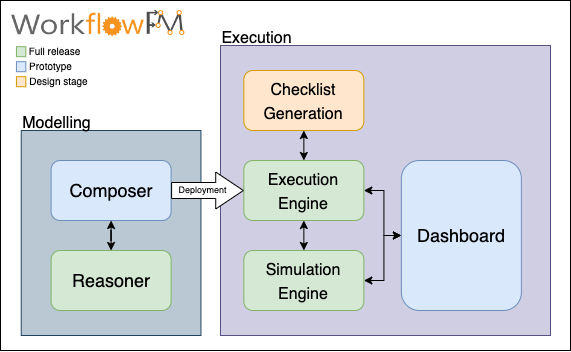 WorkflowFM
Full release
Prototype
Design stage
Execution
Checklist
Generation
Modelling
Composer
Deployment
Execution
Engine
Dashboard
Reasoner
Simulation
Engine